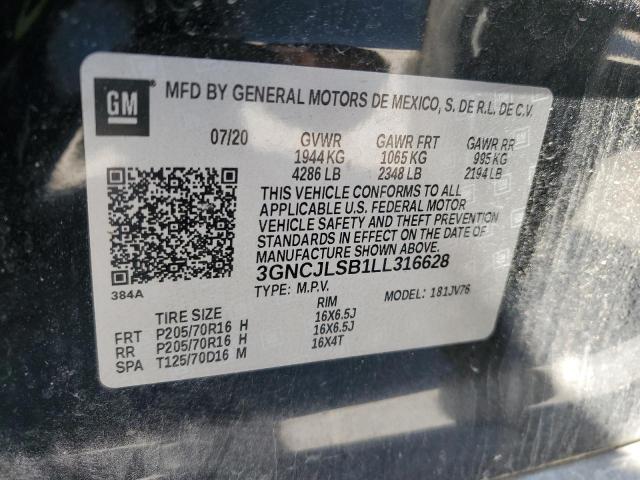 GM
MFD BY GENERAL MOTORS DE MEXICO, S. DE R.L. DE C.V.
07/20 GVWR GAWR FRT GAWR RR
1944 KG 1065 KG 995 KG
4286 LB 2348 LB 2194 LB
THIS VEHICLE CONFORMS TO ALL
APPLICABLE U.S. FEDERAL MOTOR
VEHICLE SAFETY AND THEFT PREVENTION
STANDARDS IN EFFECT ON THE DATE OF
MANUFACTURE SHOWN ABOVE.
3GNCJLSB1LL316628
384A
TYPE: M.P.V. MODEL: 181JV76
TIRE SIZE RIM
FRT P205/70R16 H 16X6.5J
RR P205/70R16 H 16X6.5J
SPA T125/70D16 M 16X4T